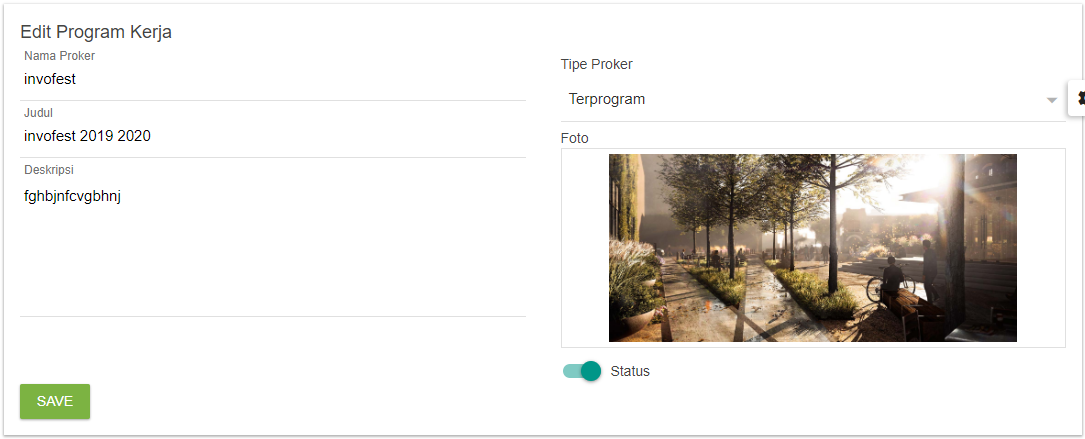 Edit Program Kerja
Nama Proker
invofest
Judul
invofest 2019 2020
Deskripsi
fghbjnfcvgbhnj
SAVE
Tipe Proker
Terprogram
Foto
Status